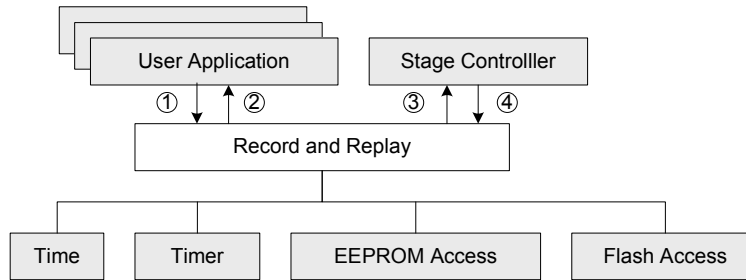 User Application
Stage Controlller
① ② ③ ④
Record and Replay
Time Timer EEPROM Access Flash Access